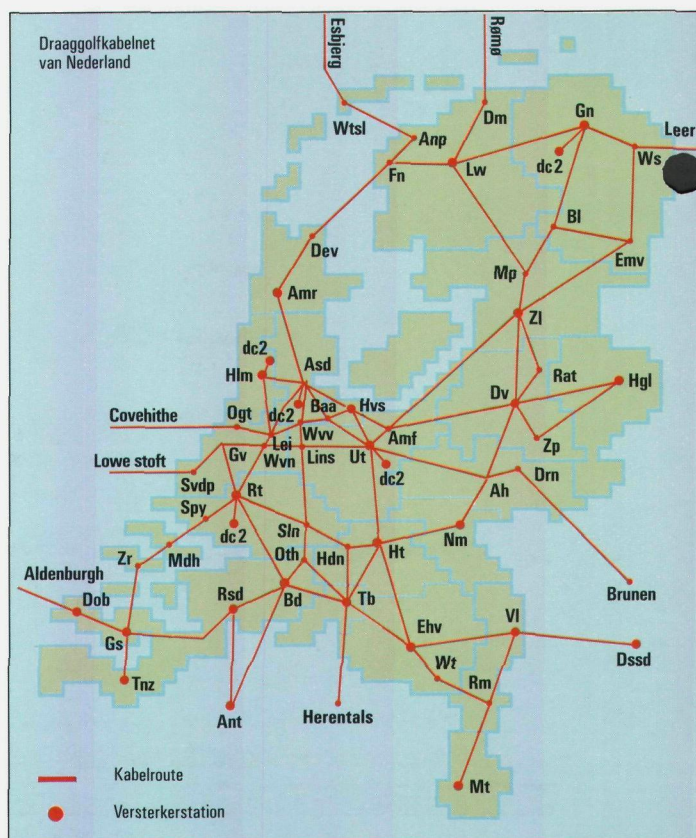 Draaggolfkabelnet
van Nederland
Esbjerg
Rømø
Wtsl
Anp
Dm
Gn
Leer
dc2
Ws
Fn
Lw
Bl
Dev
Emv
Mp
Amr
Zl
dc2
Asd
Hlm
Rat
Hgl
dc2
Baa
Hvs
Dv
Covehithe
Ogt
Wvv
Amf
Lei
Zp
Gv
Wvn
Lins
Ut
Lowe stoft
dc2
Drn
Svdp
Ah
Rt
Spy
dc2
Sln
Nm
Mdh
Oth
Hdn
Ht
Zr
Aldenburgh
Brunen
Dob
Rsd
Bd
Tb
Gs
Ehv
Vl
Dssd
Wt
Tnz
Rm
Ant
Herentals
Kabelroute
Mt
Versterkerstation